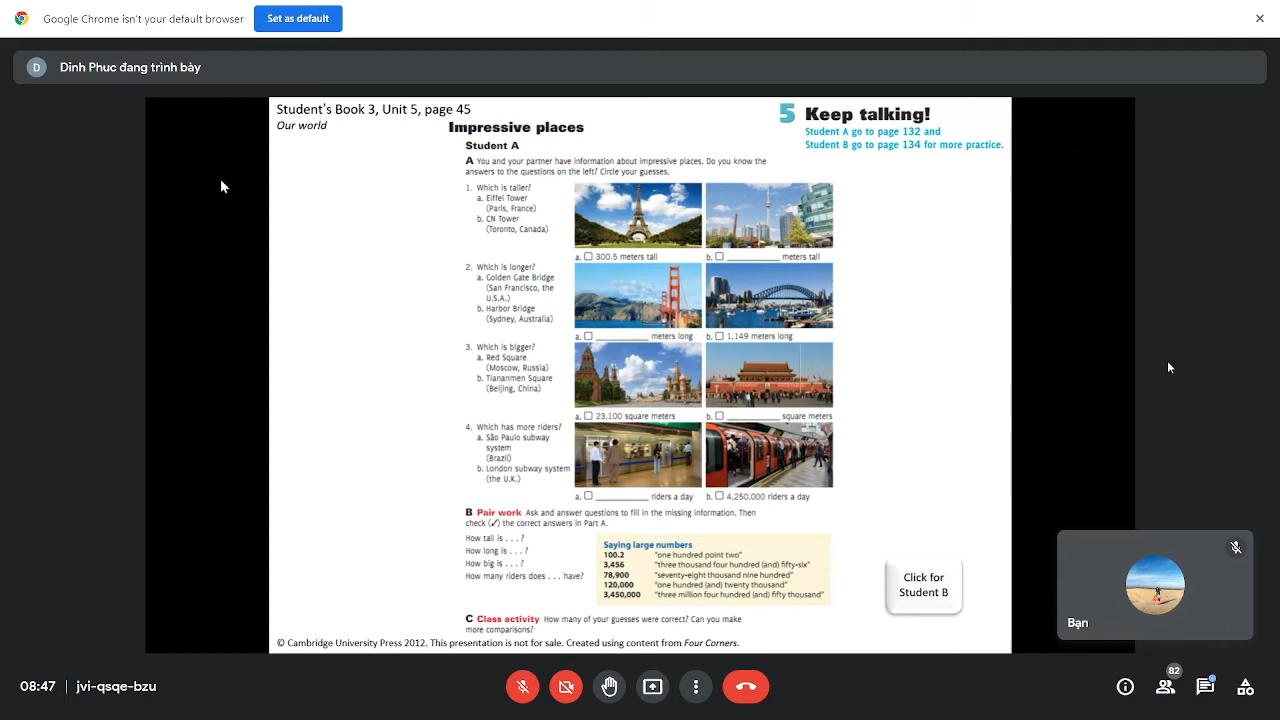 Google Chrome isn't your default browser
Set as default
D
Dinh Phuc đang trình bày
Student's Book 3, Unit 5, page 45
Our world
5 Keep talking!
Student A go to page 132 and
Student B go to page 134 for more practice.
Impressive places
Student A
A You and your partner have information about impressive places. Do you know the
answers to the questions on the left? Circle your guesses.
1. Which is taller?
a. Eiffel Tower
(Paris, France)
b. CN Tower
(Toronto, Canada)
a. 300.5 meters tall
b. __________ meters tall
2. Which is longer?
a. Golden Gate Bridge
(San Francisco, the
U.S.A.)
b. Harbor Bridge
(Sydney, Australia)
a. __________ meters long
b. 1,149 meters long
3. Which is bigger?
a. Red Square
(Moscow, Russia)
b. Tiananmen Square
(Beijing, China)
a. 23,100 square meters
b. __________ square meters
4. Which has more riders?
a. São Paulo subway
system
(Brazil)
b. London subway system
(the U.K.)
a. __________ riders a day
b. 4,250,000 riders a day
B Pair work Ask and answer questions to fill in the missing information. Then
check (✓) the correct answers in Part A.
How tall is . . . ?
How long is . . . ?
How big is . . . ?
How many riders does . . . have?
Saying large numbers
100.2 "one hundred point two"
3,456 "three thousand four hundred (and) fifty-six"
78,900 "seventy-eight thousand nine hundred"
120,000 "one hundred (and) twenty thousand"
3,450,000 "three million four hundred (and) fifty thousand"
Click for
Student B
C Class activity How many of your guesses were correct? Can you make
more comparisons?
© Cambridge University Press 2012. This presentation is not for sale. Created using content from Four Corners.
Bạn
08:47 | jvi-qsqe-bzu
82